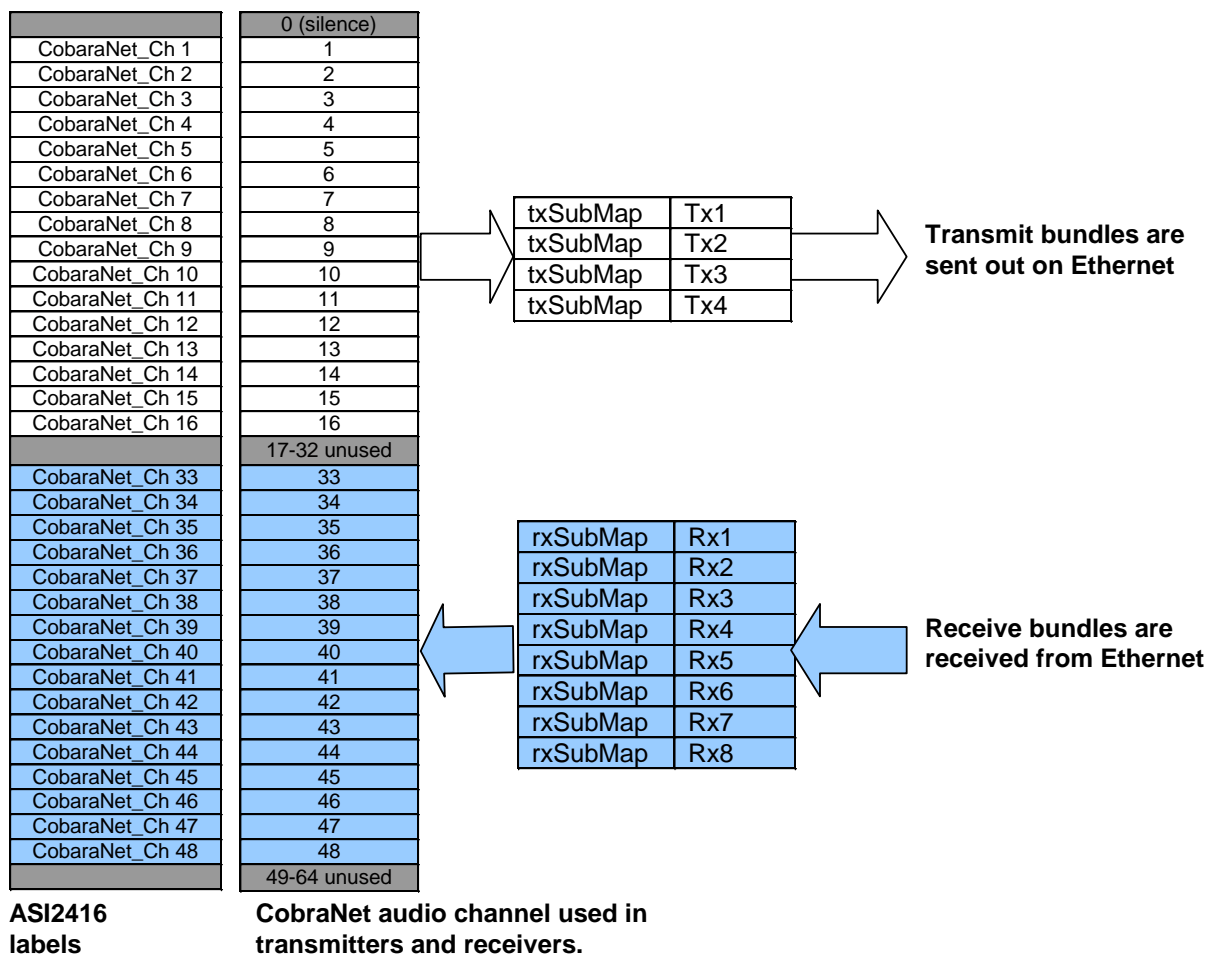 0 (silence)
CobaraNet_Ch 1 1
CobaraNet_Ch 2 2
CobaraNet_Ch 3 3
CobaraNet_Ch 4 4
CobaraNet_Ch 5 5
CobaraNet_Ch 6 6
CobaraNet_Ch 7 7
CobaraNet_Ch 8 8
CobaraNet_Ch 9 9
CobaraNet_Ch 10 10
CobaraNet_Ch 11 11
CobaraNet_Ch 12 12
CobaraNet_Ch 13 13
CobaraNet_Ch 14 14
CobaraNet_Ch 15 15
CobaraNet_Ch 16 16
17-32 unused
CobaraNet_Ch 33 33
CobaraNet_Ch 34 34
CobaraNet_Ch 35 35
CobaraNet_Ch 36 36
CobaraNet_Ch 37 37
CobaraNet_Ch 38 38
CobaraNet_Ch 39 39
CobaraNet_Ch 40 40
CobaraNet_Ch 41 41
CobaraNet_Ch 42 42
CobaraNet_Ch 43 43
CobaraNet_Ch 44 44
CobaraNet_Ch 45 45
CobaraNet_Ch 46 46
CobaraNet_Ch 47 47
CobaraNet_Ch 48 48
49-64 unused
ASI2416
labels
CobraNet audio channel used in
transmitters and receivers.
txSubMap Tx1
txSubMap Tx2
txSubMap Tx3
txSubMap Tx4
Transmit bundles are
sent out on Ethernet
rxSubMap Rx1
rxSubMap Rx2
rxSubMap Rx3
rxSubMap Rx4
rxSubMap Rx5
rxSubMap Rx6
rxSubMap Rx7
rxSubMap Rx8
Receive bundles are
received from Ethernet